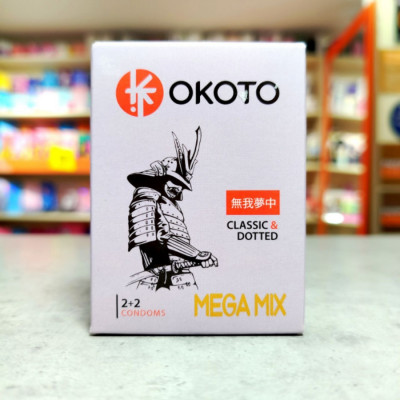 OKOTO
無我夢中
CLASSIC &
DOTTED
2+2
CONDOMS
MEGA MIX